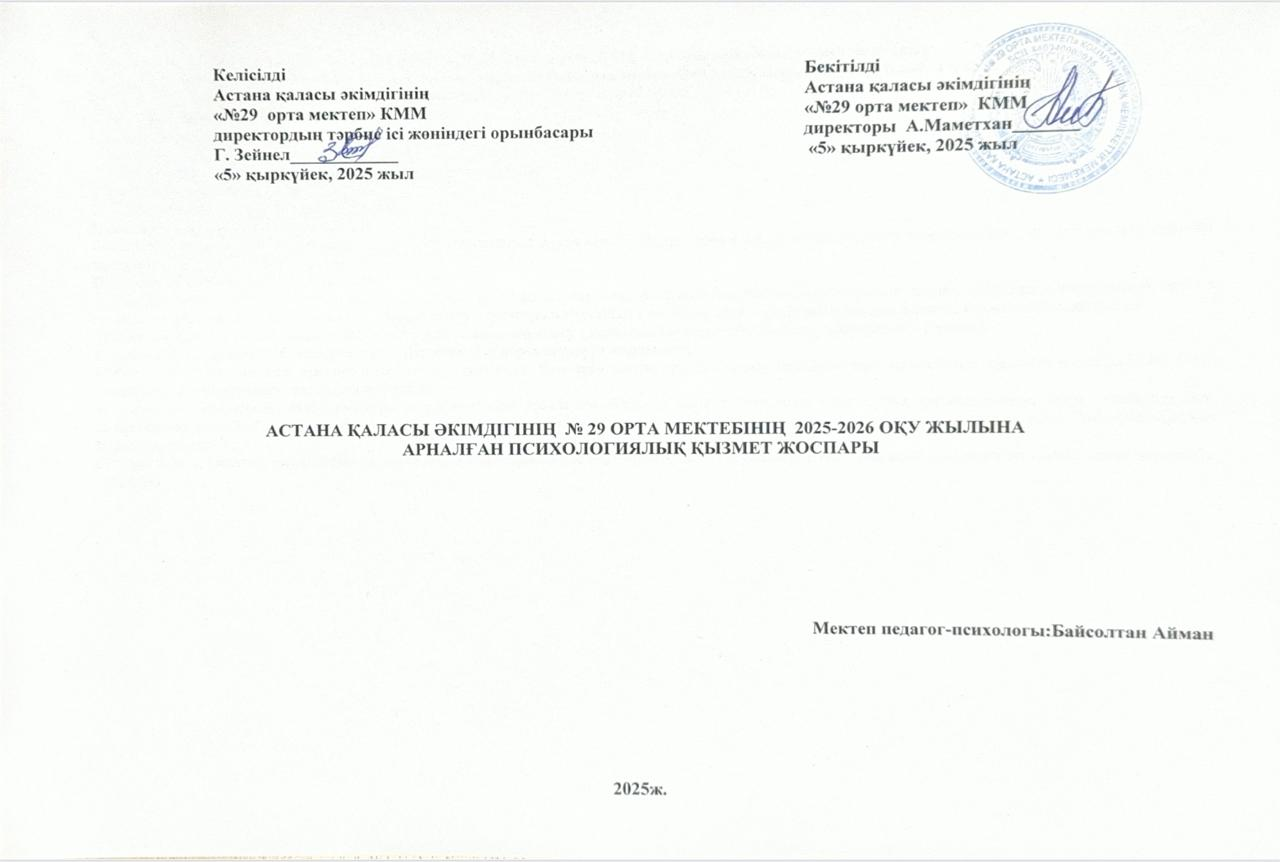 Келісілді
Астана қаласы әкімдігінің
«№29 орта мектеп» КММ
директордың тәрбие ісі жөніндегі орынбасары
Г. Зейнел____________
«5» қыркүйек, 2025 жыл
Бекітілді
Астана қаласы әкімдігінің
«№29 орта мектеп» КММ
директоры А.Маметхан________
«5» қыркүйек, 2025 жыл
АСТАНА ҚАЛАСЫ ӘКІМДІГІНІҢ № 29 ОРТА МЕКТЕБІНІҢ 2025-2026 ОҚУ ЖЫЛЫНА
АРНАЛҒАН ПСИХОЛОГИЯЛЫҚ ҚЫЗМЕТ ЖОСПАРЫ
Мектеп педагог-психологы:Байсолтан Айман
2025ж.